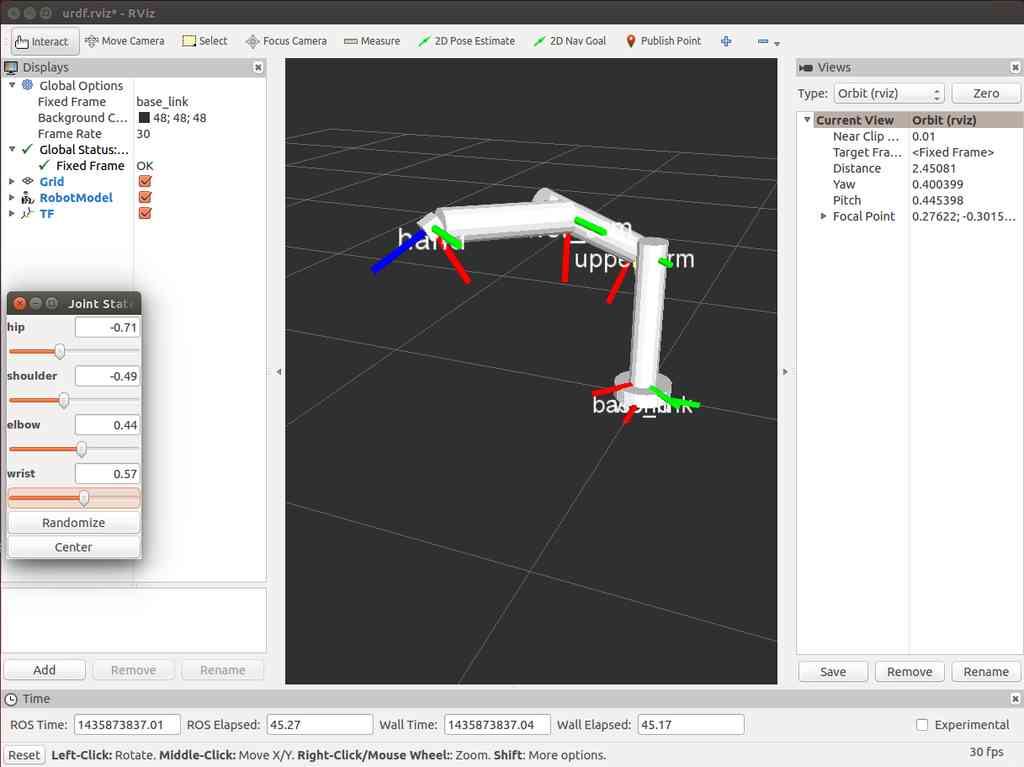 urdf.rviz* - RViz
Interact Move Camera Select Focus Camera Measure 2D Pose Estimate 2D Nav Goal Publish Point
Displays
Global Options
Fixed Frame base_link
Background C... 48; 48; 48
Frame Rate 30
Global Status:...
Fixed Frame OK
Grid
RobotModel
TF
Joint State
hip -0.71
shoulder -0.49
elbow 0.44
wrist 0.57
Randomize
Center
Add Remove Rename
hand
base_link
Views
Type: Orbit (rviz) Zero
Current View Orbit (rviz)
Near Clip ... 0.01
Target Fra... <Fixed Frame>
Distance 2.45081
Yaw 0.400399
Pitch 0.445398
Focal Point 0.27622; -0.3015...
Save Remove Rename
Time
ROS Time: 1435873837.01 ROS Elapsed: 45.27 Wall Time: 1435873837.04 Wall Elapsed: 45.17 Experimental
Reset Left-Click: Rotate. Middle-Click: Move X/Y. Right-Click/Mouse Wheel:: Zoom. Shift: More options. 30 fps